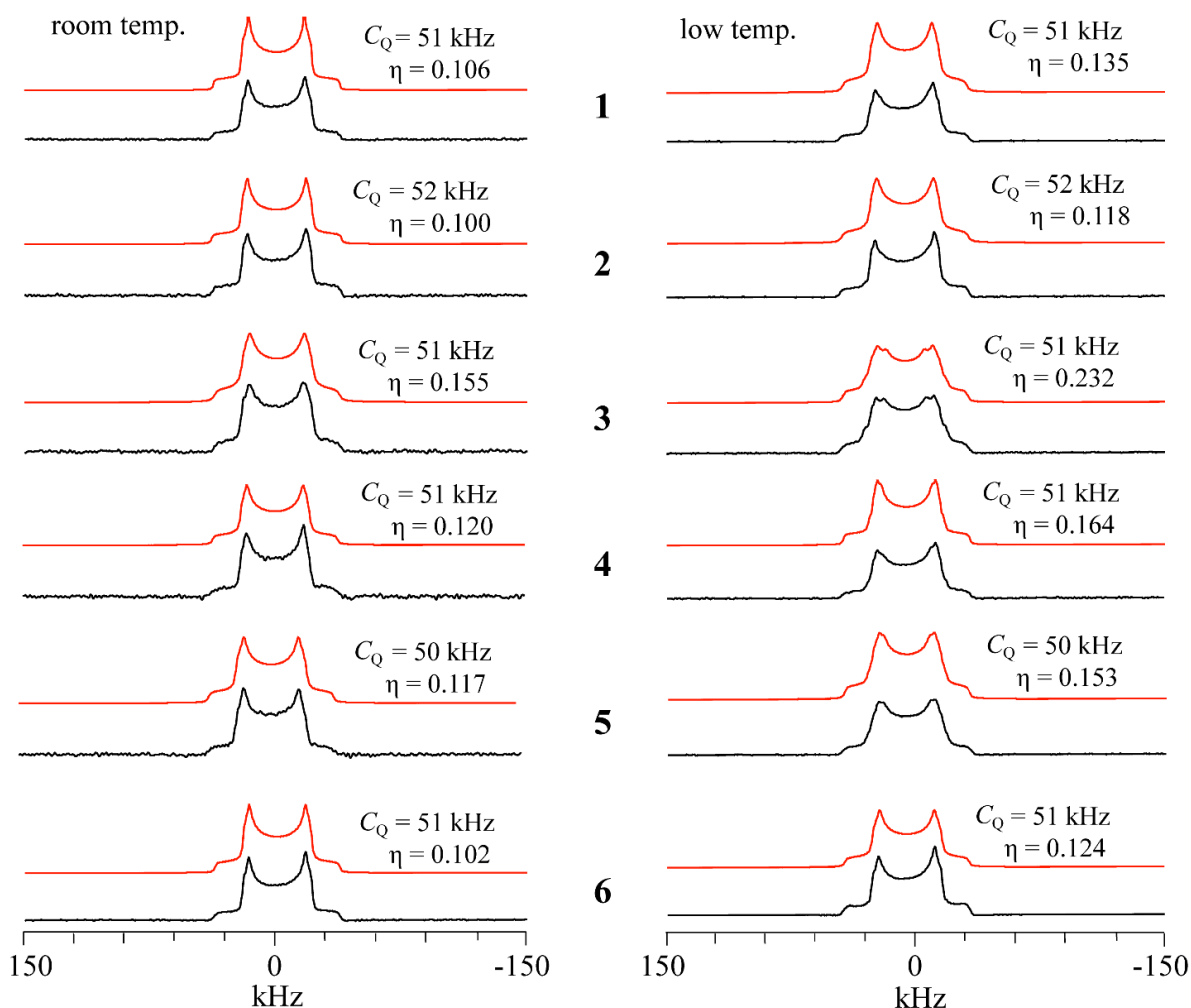 room temp.
low temp.
C_Q = 51 kHz
η = 0.106
1
C_Q = 51 kHz
η = 0.135
C_Q = 52 kHz
η = 0.100
2
C_Q = 52 kHz
η = 0.118
C_Q = 51 kHz
η = 0.155
3
C_Q = 51 kHz
η = 0.232
C_Q = 51 kHz
η = 0.120
4
C_Q = 51 kHz
η = 0.164
C_Q = 50 kHz
η = 0.117
5
C_Q = 50 kHz
η = 0.153
C_Q = 51 kHz
η = 0.102
6
C_Q = 51 kHz
η = 0.124
150 0 -150
kHz
150 0 -150
kHz